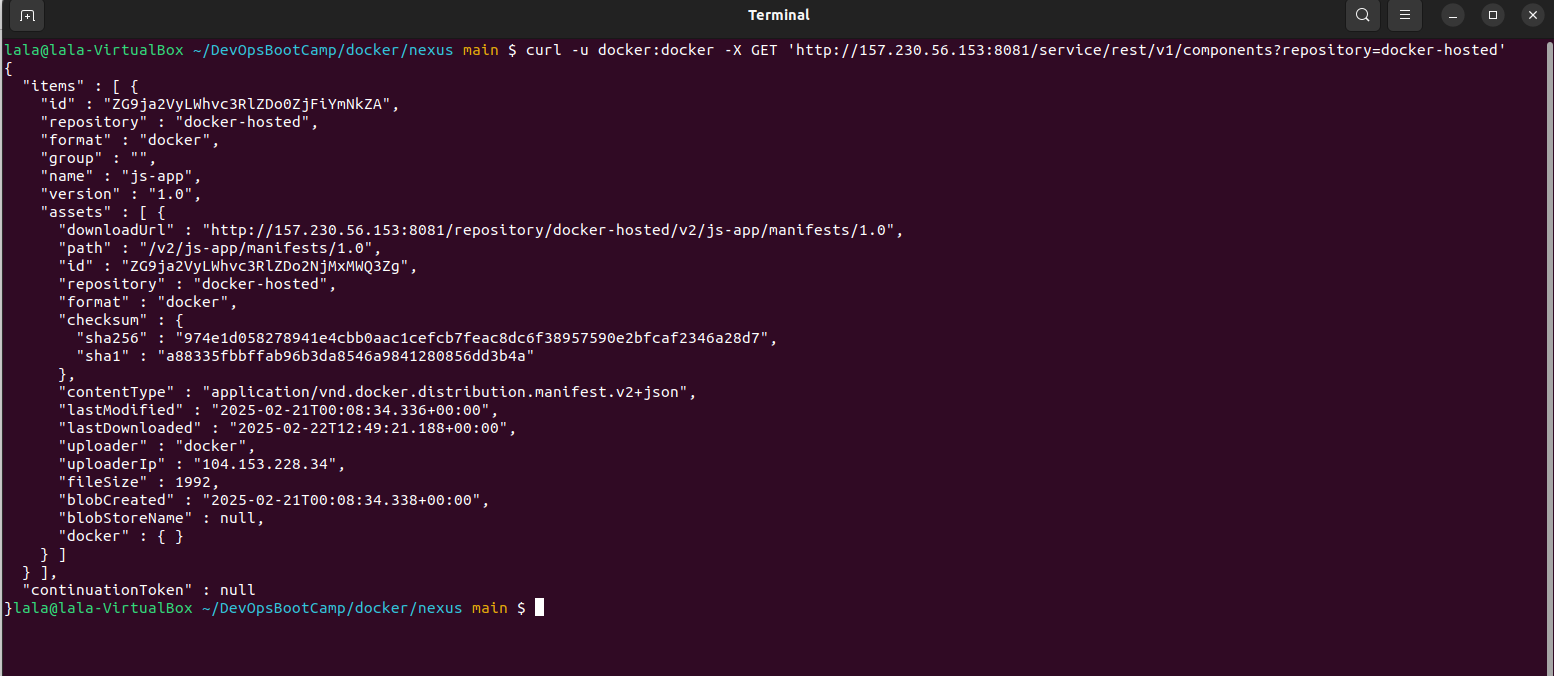 Terminal
lala@lala-VirtualBox ~/DevOpsBootCamp/docker/nexus main $ curl -u docker:docker -X GET 'http://157.230.56.153:8081/service/rest/v1/components?repository=docker-hosted'
{
  "items" : [ {
    "id" : "ZG9ja2VyLWhvc3RlZDo0ZjFiYmNkZA",
    "repository" : "docker-hosted",
    "format" : "docker",
    "group" : "",
    "name" : "js-app",
    "version" : "1.0",
    "assets" : [ {
      "downloadUrl" : "http://157.230.56.153:8081/repository/docker-hosted/v2/js-app/manifests/1.0",
      "path" : "/v2/js-app/manifests/1.0",
      "id" : "ZG9ja2VyLWhvc3RlZDo2NjMxMWQ3Zg",
      "repository" : "docker-hosted",
      "format" : "docker",
      "checksum" : {
        "sha256" : "974e1d058278941e4cbb0aac1cefcb7feac8dc6f38957590e2bfcaf2346a28d7",
        "sha1" : "a88335fbbffab96b3da8546a9841280856dd3b4a"
      },
      "contentType" : "application/vnd.docker.distribution.manifest.v2+json",
      "lastModified" : "2025-02-21T00:08:34.336+00:00",
      "lastDownloaded" : "2025-02-22T12:49:21.188+00:00",
      "uploader" : "docker",
      "uploaderIp" : "104.153.228.34",
      "fileSize" : 1992,
      "blobCreated" : "2025-02-21T00:08:34.338+00:00",
      "blobStoreName" : null,
      "docker" : { }
    } ]
  } ],
  "continuationToken" : null
}lala@lala-VirtualBox ~/DevOpsBootCamp/docker/nexus main $